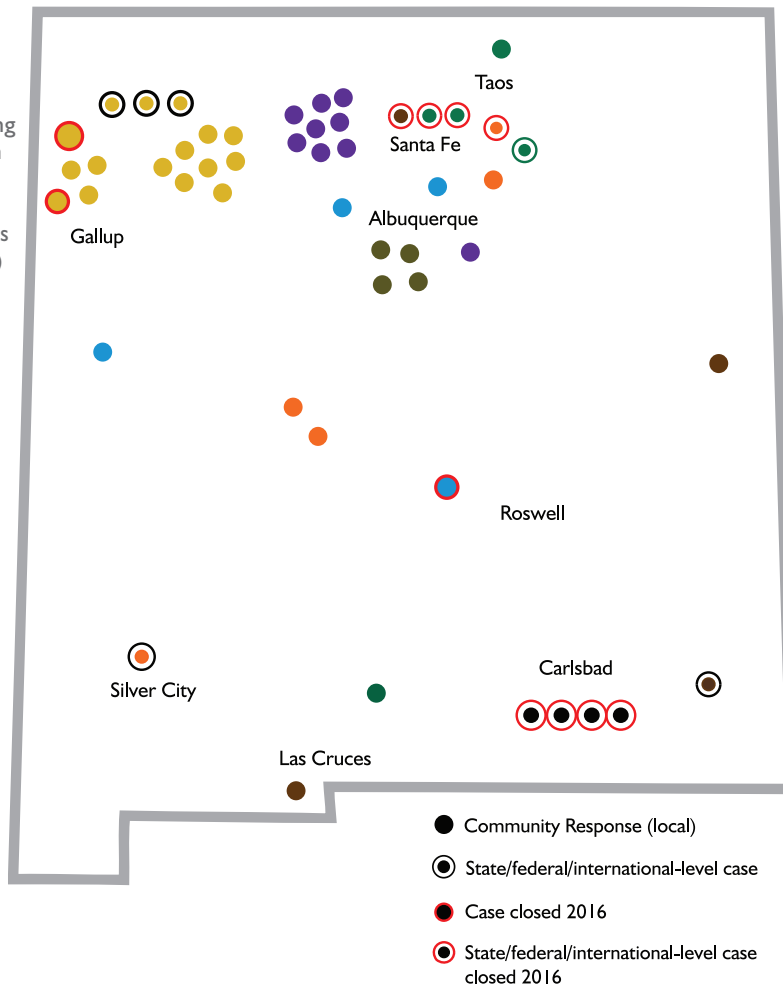 Taos
ng
Santa Fe
s
Albuquerque
Gallup
)
Roswell
Carlsbad
Silver City
Las Cruces
Community Response (local)
State/federal/international-level case
Case closed 2016
State/federal/international-level case
closed 2016